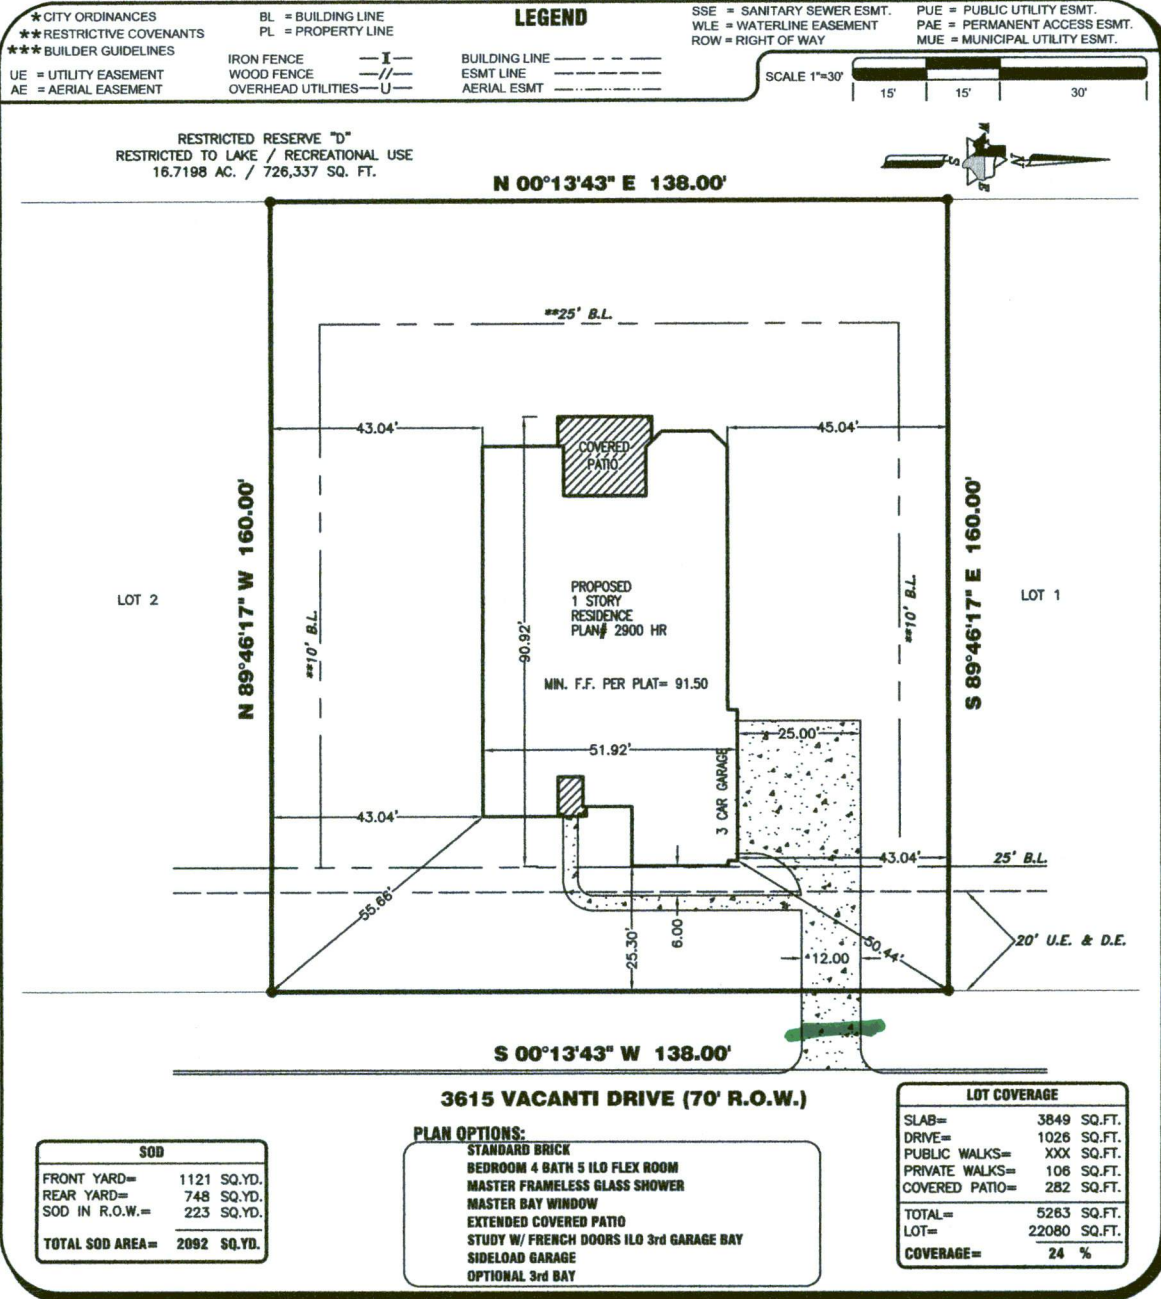 LEGEND
*CITY ORDINANCES
**RESTRICTIVE COVENANTS
***BUILDER GUIDELINES
UE = UTILITY EASEMENT
AE = AERIAL EASEMENT
BL = BUILDING LINE
PL = PROPERTY LINE
IRON FENCE I
WOOD FENCE //
OVERHEAD UTILITIES U
BUILDING LINE
ESMT LINE
AERIAL ESMT
SSE = SANITARY SEWER ESMT.
WLE = WATERLINE EASEMENT
ROW = RIGHT OF WAY
PUE = PUBLIC UTILITY ESMT.
PAE = PERMANENT ACCESS ESMT.
MUE = MUNICIPAL UTILITY ESMT.
SCALE 1"=30'
15' 15' 30'
RESTRICTED RESERVE "D"
RESTRICTED TO LAKE / RECREATIONAL USE
16.7198 AC. / 726,337 SQ. FT.
S N
E
N 00°13'43" E 138.00'
**25' B.L.
43.04'
45.04'
COVERED
PATIO
N 89°46'17" W 160.00'
S 89°46'17" E 160.00'
LOT 2
LOT 1
**10' B.L.
**10' B.L.
90.92'
PROPOSED
1 STORY
RESIDENCE
PLAN# 2900 HR
MIN. F.F. PER PLAT= 91.50
25.00'
51.92'
3 CAR GARAGE
43.04'
43.04'
25' B.L.
55.66'
25.30'
6.00
12.00
50.44'
20' U.E. & D.E.
S 00°13'43" W 138.00'
3615 VACANTI DRIVE (70' R.O.W.)
SOD
FRONT YARD= 1121 SQ.YD.
REAR YARD= 748 SQ.YD.
SOD IN R.O.W.= 223 SQ.YD.
TOTAL SOD AREA= 2092 SQ.YD.
PLAN OPTIONS:
STANDARD BRICK
BEDROOM 4 BATH 5 ILO FLEX ROOM
MASTER FRAMELESS GLASS SHOWER
MASTER BAY WINDOW
EXTENDED COVERED PATIO
STUDY W/ FRENCH DOORS ILO 3rd GARAGE BAY
SIDELOAD GARAGE
OPTIONAL 3rd BAY
LOT COVERAGE
SLAB= 3849 SQ.FT.
DRIVE= 1026 SQ.FT.
PUBLIC WALKS= XXX SQ.FT.
PRIVATE WALKS= 106 SQ.FT.
COVERED PATIO= 282 SQ.FT.
TOTAL= 5263 SQ.FT.
LOT= 22080 SQ.FT.
COVERAGE= 24 %